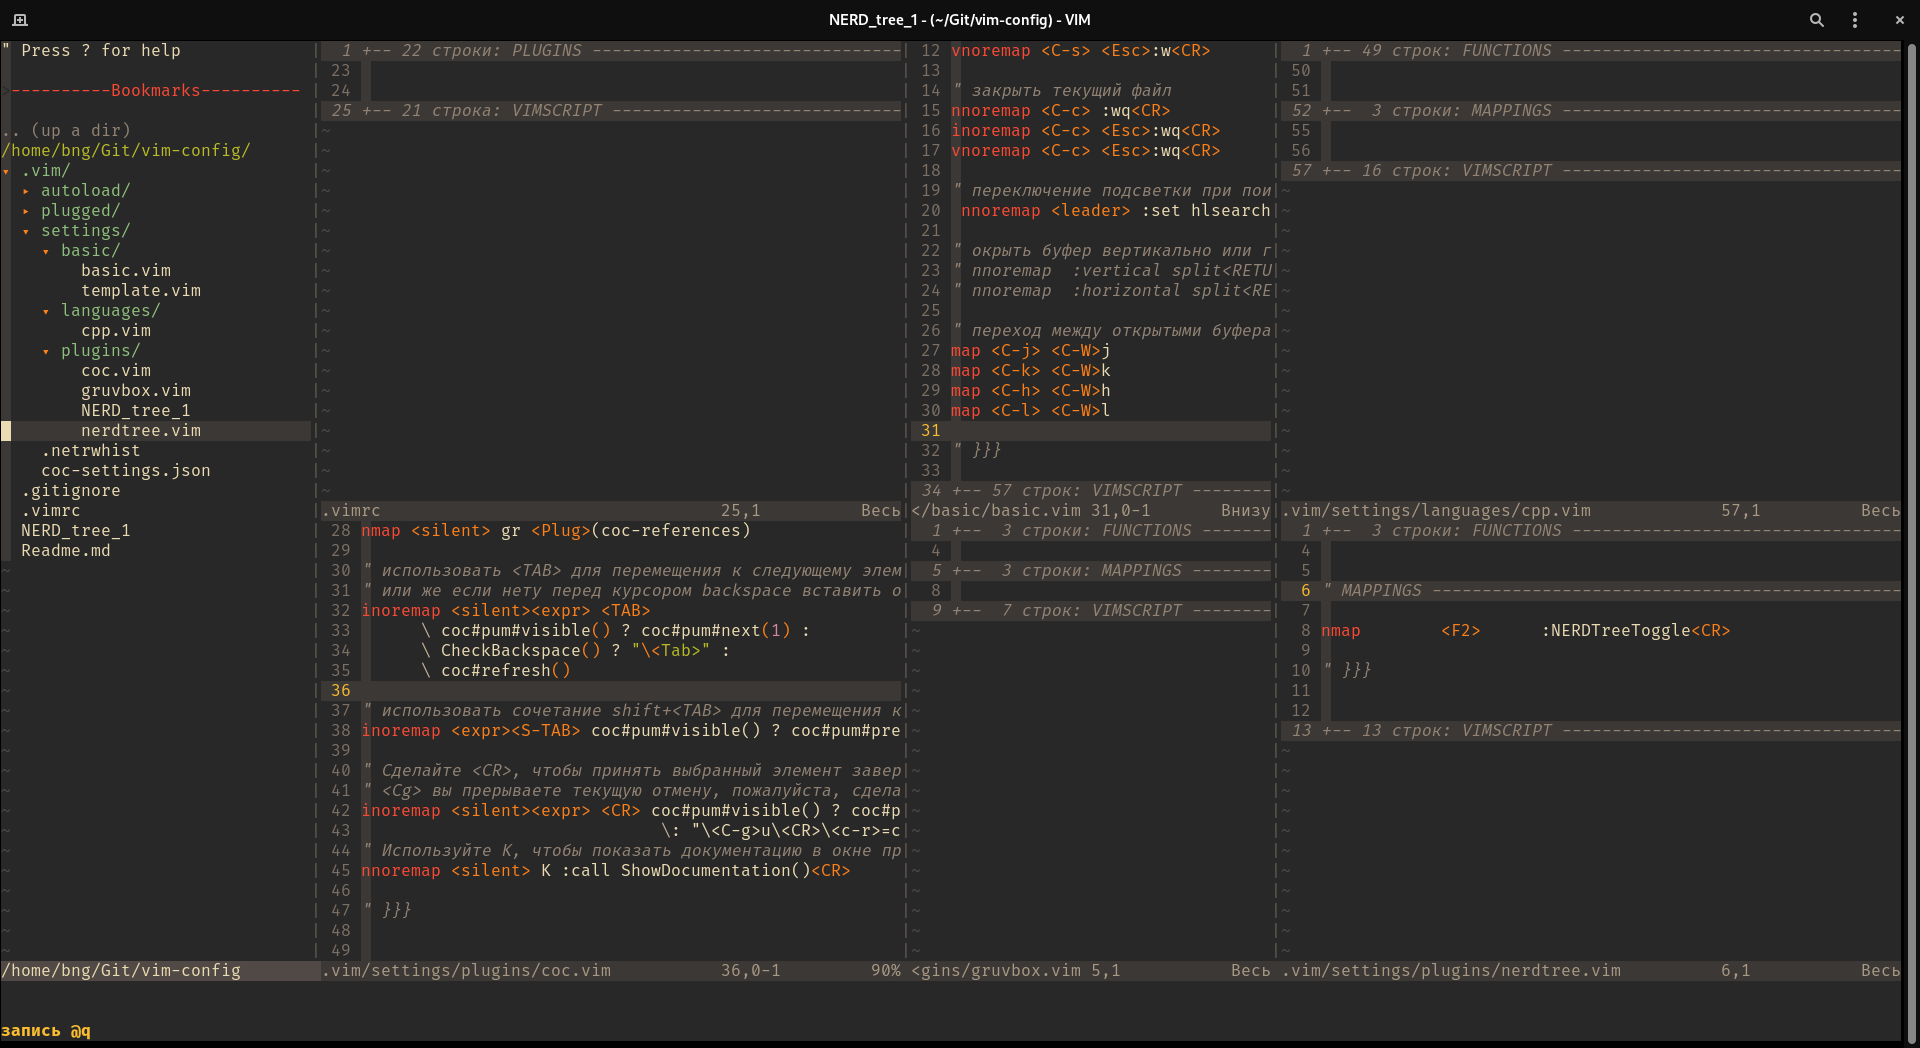 NERD_tree_1 - (~/Git/vim-config) - VIM
" Press ? for help
>----------Bookmarks----------
.. (up a dir)
/home/bng/Git/vim-config/
▾ .vim/
▸ autoload/
▸ plugged/
▾ settings/
▾ basic/
basic.vim
template.vim
▾ languages/
cpp.vim
▾ plugins/
coc.vim
gruvbox.vim
NERD_tree_1
nerdtree.vim
.netrwhist
coc-settings.json
.gitignore
.vimrc
NERD_tree_1
Readme.md
/home/bng/Git/vim-config
1 +-- 22 строки: PLUGINS -------------------------------
23
24
25 +-- 21 строка: VIMSCRIPT -----------------------------
.vimrc 25,1 Весь
28 nmap <silent> gr <Plug>(coc-references)
29
30 " использовать <TAB> для перемещения к следующему элем
31 " или же если нету перед курсором backspace вставить о
32 inoremap <silent><expr> <TAB>
33 \ coc#pum#visible() ? coc#pum#next(1) :
34 \ CheckBackspace() ? "\<Tab>" :
35 \ coc#refresh()
36
37 " использовать сочетание shift+<TAB> для перемещения к
38 inoremap <expr><S-TAB> coc#pum#visible() ? coc#pum#pre
39
40 " Сделайте <CR>, чтобы принять выбранный элемент завер
41 " <Cg> вы прерываете текущую отмену, пожалуйста, сдела
42 inoremap <silent><expr> <CR> coc#pum#visible() ? coc#p
43 \: "\<C-g>u\<CR>\<c-r>=c
44 " Используйте K, чтобы показать документацию в окне пр
45 nnoremap <silent> K :call ShowDocumentation()<CR>
46
47 " }}}
48
49
.vim/settings/plugins/coc.vim 36,0-1 90%
12 vnoremap <C-s> <Esc>:w<CR>
13
14 " закрыть текущий файл
15 nnoremap <C-c> :wq<CR>
16 inoremap <C-c> <Esc>:wq<CR>
17 vnoremap <C-c> <Esc>:wq<CR>
18
19 " переключение подсветки при пои
20 nnoremap <leader> :set hlsearch
21
22 " окрыть буфер вертикально или г
23 " nnoremap :vertical split<RETU
24 " nnoremap :horizontal split<RE
25
26 " переход между открытыми буфера
27 map <C-j> <C-W>j
28 map <C-k> <C-W>k
29 map <C-h> <C-W>h
30 map <C-l> <C-W>l
31
32 " }}}
33
34 +-- 57 строк: VIMSCRIPT --------
</basic/basic.vim 31,0-1 Внизу
1 +-- 3 строки: FUNCTIONS --------
4
5 +-- 3 строки: MAPPINGS ---------
8
9 +-- 7 строк: VIMSCRIPT ---------
<gins/gruvbox.vim 5,1 Весь
1 +-- 49 строк: FUNCTIONS ----------------------------------
50
51
52 +-- 3 строки: MAPPINGS ----------------------------------
55
56
57 +-- 16 строк: VIMSCRIPT ----------------------------------
.vim/settings/languages/cpp.vim 57,1 Весь
1 +-- 3 строки: FUNCTIONS ---------------------------------
4
5
6 " MAPPINGS -----------------------------------------------
7
8 nmap <F2> :NERDTreeToggle<CR>
9
10 " }}}
11
12
13 +-- 13 строк: VIMSCRIPT ----------------------------------
.vim/settings/plugins/nerdtree.vim 6,1 Весь
запись @q